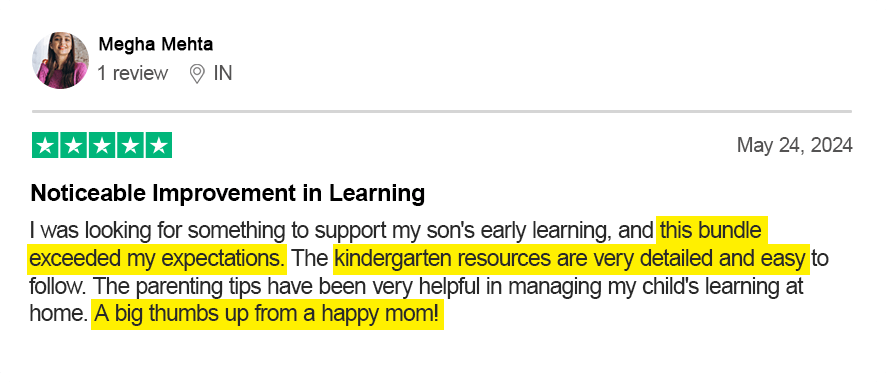 Megha Mehta
1 review IN
May 24, 2024
Noticeable Improvement in Learning
I was looking for something to support my son's early learning, and this bundle
exceeded my expectations. The kindergarten resources are very detailed and easy to
follow. The parenting tips have been very helpful in managing my child's learning at
home. A big thumbs up from a happy mom!